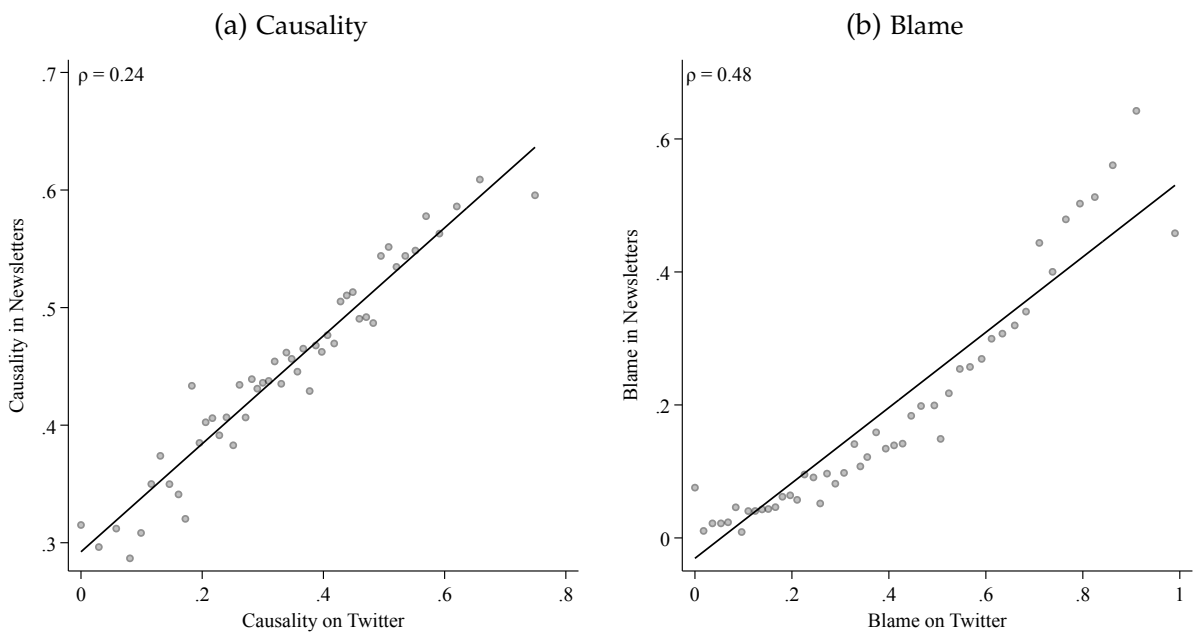 (a) Causality
ρ = 0.24
.7
.6
.5
.4
.3
Causality in Newsletters
0 .2 .4 .6 .8
Causality on Twitter
(b) Blame
ρ = 0.48
.6
.4
.2
0
Blame in Newsletters
0 .2 .4 .6 .8 1
Blame on Twitter